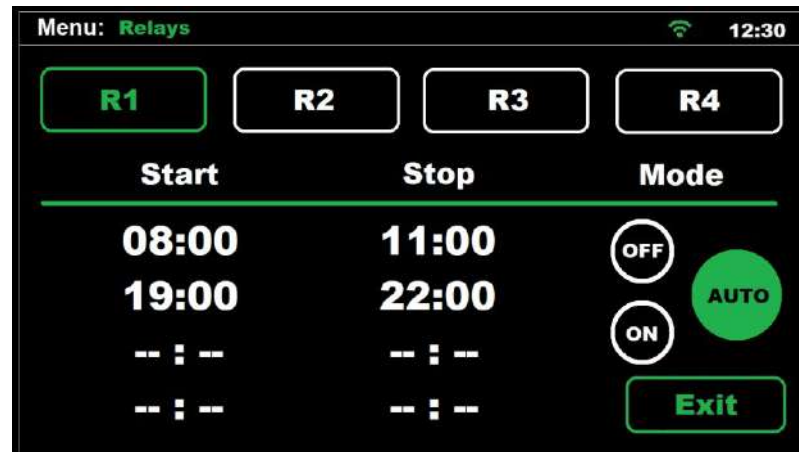 Menu: Relays 12:30
R1 R2 R3 R4
Start Stop Mode
08:00 11:00 OFF
19:00 22:00 AUTO
-- : -- -- : -- ON
-- : -- -- : -- Exit